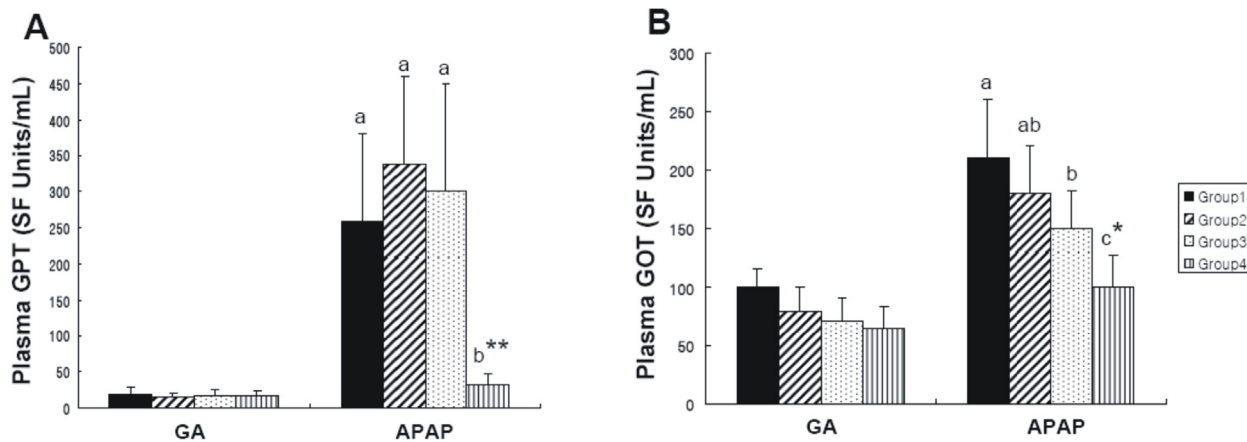 A
Plasma GPT (SF Units/mL)
500
450
400
350
300
250
200
150
100
50
0
a
a
a
b**
GA
APAP
B
Plasma GOT (SF Units/mL)
300
250
200
150
100
50
0
a
ab
b
c*
GA
APAP
Group1
Group2
Group3
Group4